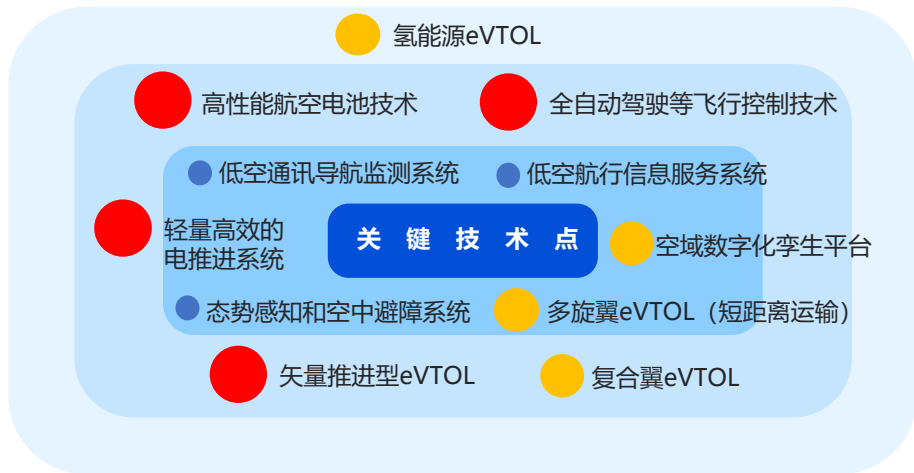 氢能源eVTOL
高性能航空电池技术
全自动驾驶等飞行控制技术
低空通讯导航监测系统
低空航行信息服务系统
轻量高效的
电推进系统
关键技术点
空域数字化孪生平台
态势感知和空中避障系统
多旋翼eVTOL（短距离运输）
矢量推进型eVTOL
复合翼eVTOL